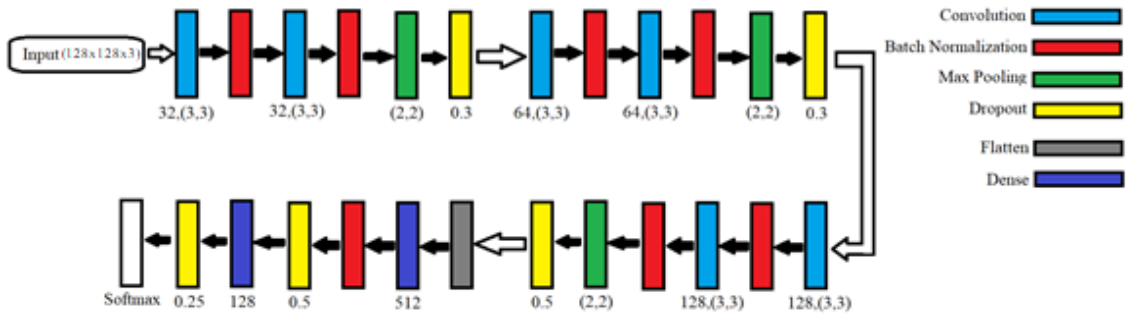 Input (128x128x3)
32,(3,3)
32,(3,3)
(2,2)
0.3
64,(3,3)
64,(3,3)
(2,2)
0.3
Convolution
Batch Normalization
Max Pooling
Dropout
Flatten
Dense
Softmax
0.25
128
0.5
512
0.5
(2,2)
128,(3,3)
128,(3,3)